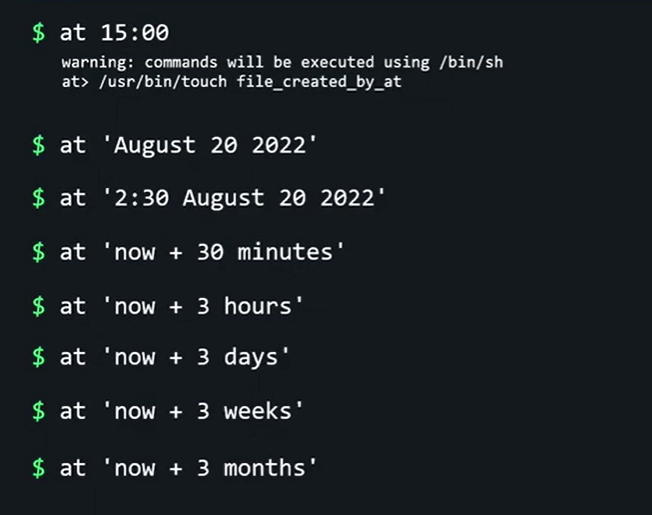 $ at 15:00
warning: commands will be executed using /bin/sh
at> /usr/bin/touch file_created_by_at
$ at 'August 20 2022'
$ at '2:30 August 20 2022'
$ at 'now + 30 minutes'
$ at 'now + 3 hours'
$ at 'now + 3 days'
$ at 'now + 3 weeks'
$ at 'now + 3 months'